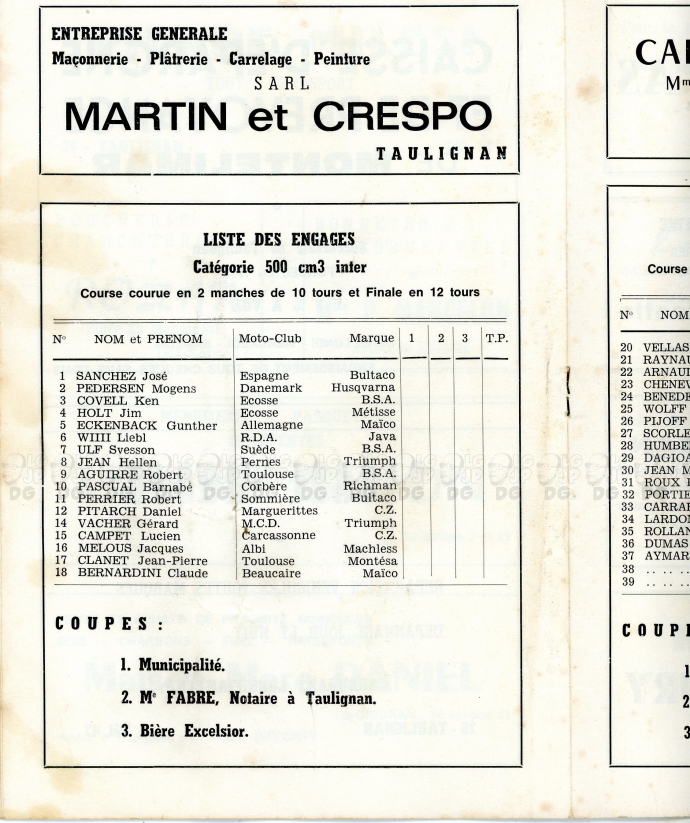 ENTREPRISE GENERALE
Maçonnerie - Plâtrerie - Carrelage - Peinture
SARL
MARTIN et CRESPO
TAULIGNAN
LISTE DES ENGAGES
Catégorie 500 cm3 inter
Course courue en 2 manches de 10 tours et Finale en 12 tours
N° NOM et PRENOM Moto-Club Marque 1 2 3 T.P.
1 SANCHEZ José Espagne Bultaco
2 PEDERSEN Mogens Danemark Husqvarna
3 COVELL Ken Ecosse B.S.A.
4 HOLT Jim Ecosse Métisse
5 ECKENBACK Gunther Allemagne Maïco
6 WIIII Liebl R.D.A. Java
7 ULF Svesson Suède B.S.A.
8 JEAN Hellen Pernes Triumph
9 AGUIRRE Robert Toulouse B.S.A.
10 PASCUAL Barnabé Corbère Richman
11 PERRIER Robert Sommière Bultaco
12 PITARCH Daniel Marguerittes C.Z.
14 VACHER Gérard M.C.D. Triumph
15 CAMPET Lucien Carcassonne C.Z.
16 MELOUS Jacques Albi Machless
17 CLANET Jean-Pierre Toulouse Montésa
18 BERNARDINI Claude Beaucaire Maïco
COUPES :
1. Municipalité.
2. Me FABRE, Notaire à Taulignan.
3. Bière Excelsior.
CAI
Mm
Course
N° NOM
20 VELLAS
21 RAYNAU
22 ARNAUD
23 CHENEV
24 BENEDE
25 WOLFF
26 PIJOFF
27 SCORLE
28 HUMBE
29 DAGIOA
30 JEAN M
31 ROUX
32 PORTIE
33 CARRAR
34 LARDON
35 ROLLAN
36 DUMAS
37 AYMAR
38 .. .. ..
39 .. .. ..
COUPE
1
2
3